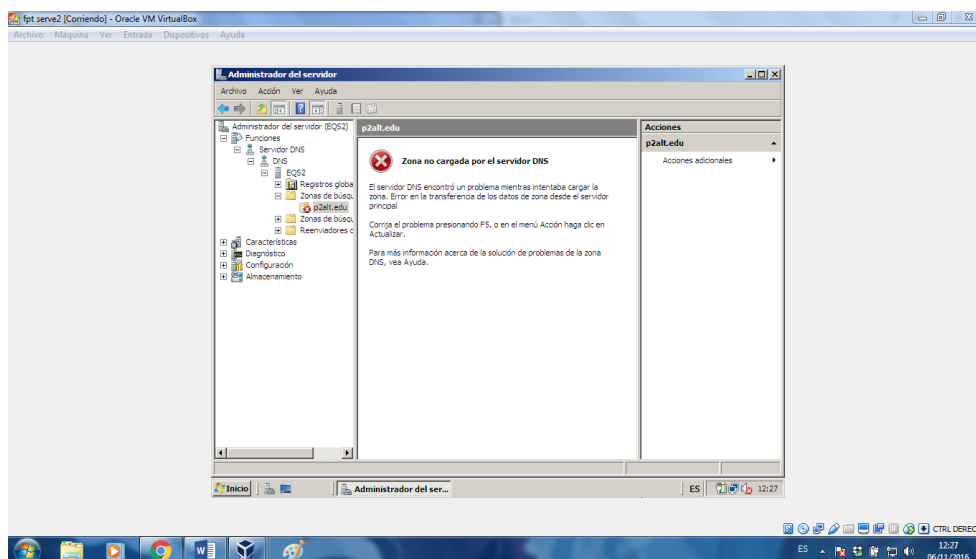 fpt serve2 [Corriendo] - Oracle VM VirtualBox
Archivo Máquina Ver Entrada Dispositivos Ayuda
Administrador del servidor
Archivo Acción Ver Ayuda
Administrador del servidor (EQS2)
Funciones
Servidor DNS
DNS
EQS2
Registros globa
Zonas de búsqu
p2alt.edu
Zonas de búsqu
Reenviadores c
Características
Diagnóstico
Configuración
Almacenamiento
p2alt.edu
Zona no cargada por el servidor DNS
El servidor DNS encontró un problema mientras intentaba cargar la
zona. Error en la transferencia de los datos de zona desde el servidor
principal
Corrija el problema presionando F5, o en el menú Acción haga clic en
Actualizar.
Para más información acerca de la solución de problemas de la zona
DNS, vea Ayuda.
Acciones
p2alt.edu
Acciones adicionales
Inicio
Administrador del ser...
ES 12:27
CTRL DEREC
ES 12:27
06/11/2016